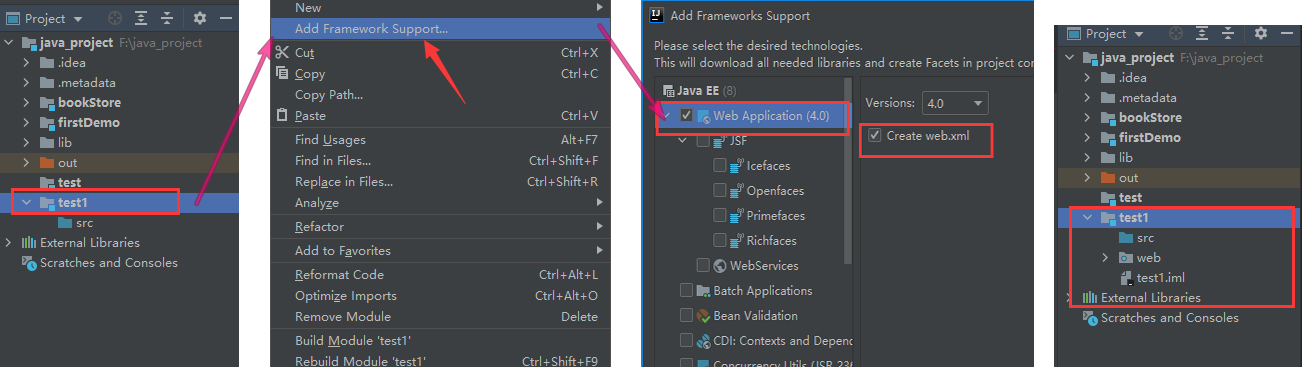 Project
java_project F:\java_project
.idea
.metadata
bookStore
firstDemo
lib
out
test
test1
src
External Libraries
Scratches and Consoles
New
Add Framework Support...
Cut Ctrl+X
Copy Ctrl+C
Copy Path...
Paste Ctrl+V
Find Usages Alt+F7
Find in Files... Ctrl+Shift+F
Replace in Files... Ctrl+Shift+R
Analyze
Refactor
Add to Favorites
Reformat Code Ctrl+Alt+L
Optimize Imports Ctrl+Alt+O
Remove Module Delete
Build Module 'test1'
Rebuild Module 'test1' Ctrl+Shift+F9
IJ Add Frameworks Support
Please select the desired technologies.
This will download all needed libraries and create Facets in project con
Java EE (8)
Web Application (4.0)
JSF
Icefaces
Openfaces
Primefaces
Richfaces
WebServices
Batch Applications
Bean Validation
CDI: Contexts and Depend
Concurrency Utils (JSR 236
Versions: 4.0
Create web.xml
Project
java_project F:\java_project
.idea
.metadata
bookStore
firstDemo
lib
out
test
test1
src
web
test1.iml
External Libraries
Scratches and Consoles